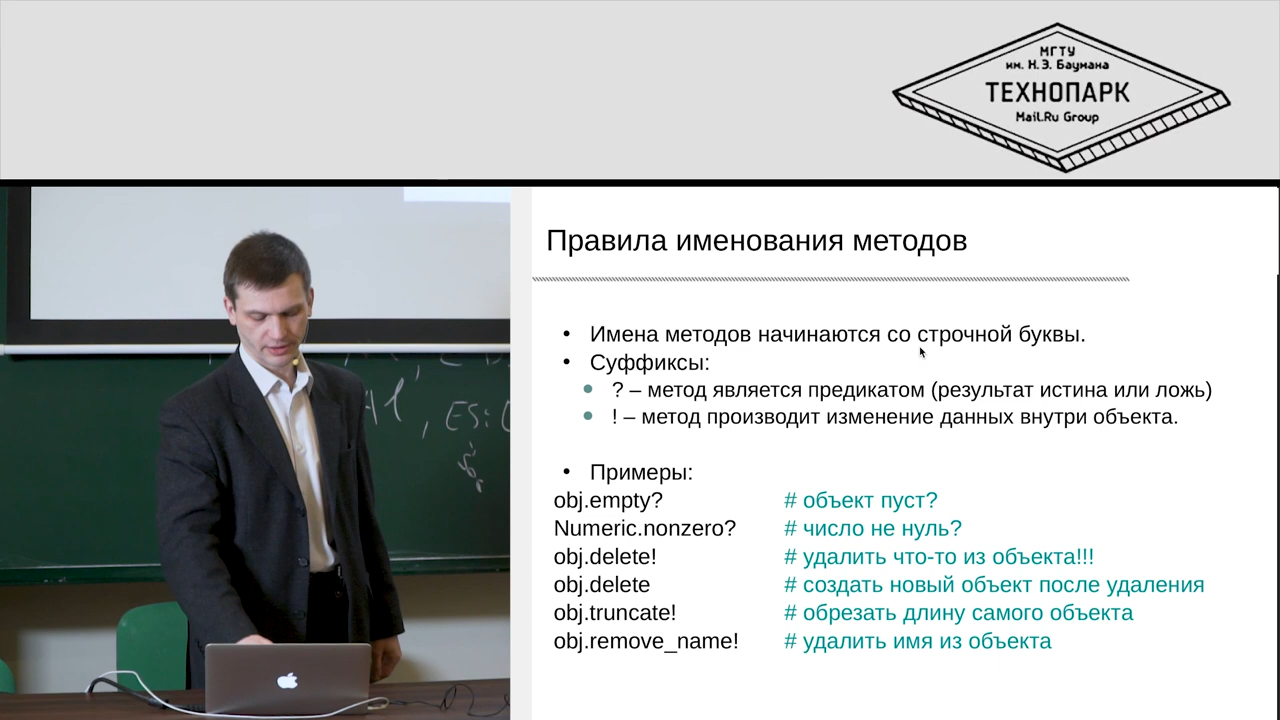 МГТУ
им. Н.Э. Баумана
ТЕХНОПАРК
Mail.Ru Group
Правила именования методов
• Имена методов начинаются со строчной буквы.
• Суффиксы:
? – метод является предикатом (результат истина или ложь)
! – метод производит изменение данных внутри объекта.
• Примеры:
obj.empty? # объект пуст?
Numeric.nonzero? # число не нуль?
obj.delete! # удалить что-то из объекта!!!
obj.delete # создать новый объект после удаления
obj.truncate! # обрезать длину самого объекта
obj.remove_name! # удалить имя из объекта